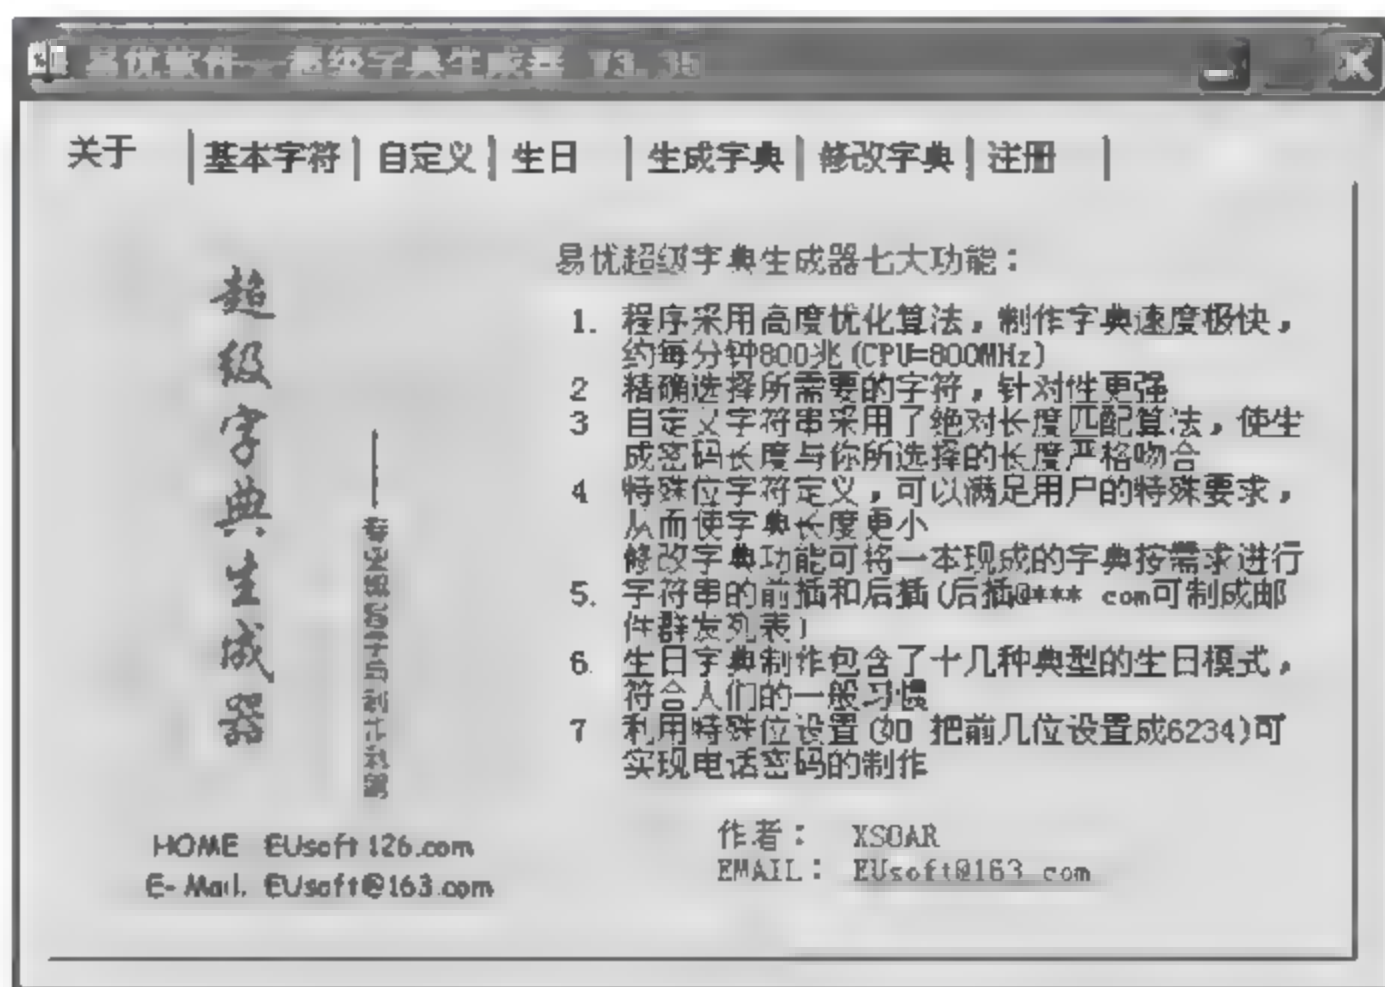 易优软件—超级字典生成器 V3.35
关于 基本字符 自定义 生日 生成字典 修改字典 注册
超级字典生成器
易优超级字典生成器七大功能：
1. 程序采用高度优化算法，制作字典速度极快，
约每分钟800兆(CPU=800MHz)
2 精确选择所需要的字符，针对性更强
3 自定义字符串采用了绝对长度匹配算法，使生
成密码长度与你所选择的长度严格吻合
4 特殊位字符定义，可以满足用户的特殊要求，
从而使字典长度更小
修改字典功能可将一本现成的字典按需求进行
5. 字符串的前插和后插(后插@*** com可制成邮
件群发列表)
6. 生日字典制作包含了十几种典型的生日模式，
符合人们的一般习惯
7 利用特殊位设置(如 把前几位设置成6234)可
实现电话密码的制作
HOME EUsoft 126.com
E-Mail. EUsoft@163.com
作者： XSOAR
EMAIL： EUsoft@163 com